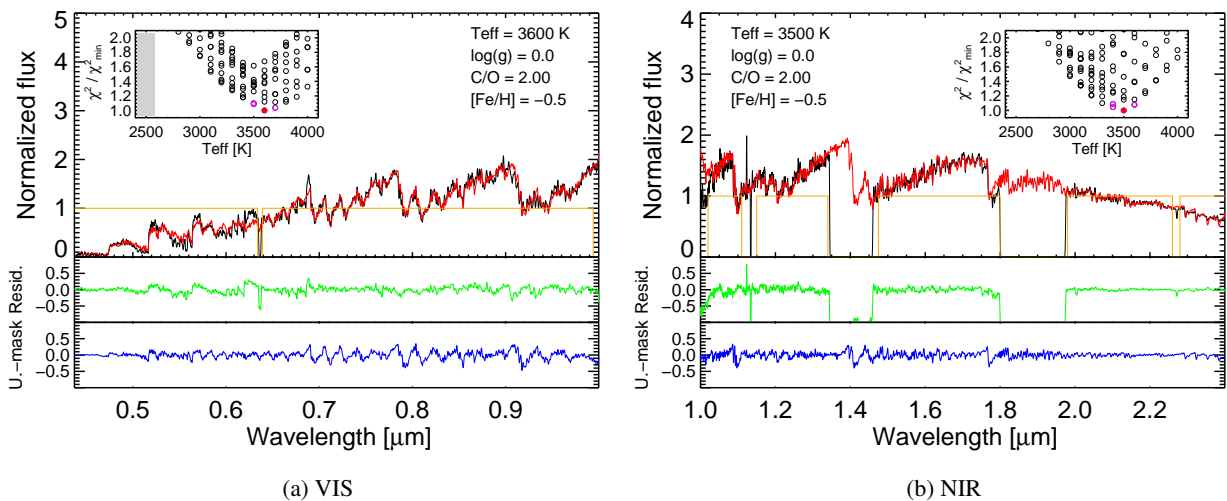 Teff = 3600 K
log(g) = 0.0
C/O = 2.00
[Fe/H] = −0.5
χ² / χ²min
2.0
1.8
1.6
1.4
1.2
1.0
2500 3000 3500 4000
Teff [K]
Normalized flux
5
4
3
2
1
0
Resid.
0.5
0.0
−0.5
U.−mask
0.5
0.0
−0.5
0.5 0.6 0.7 0.8 0.9
Wavelength [μm]
(a) VIS
Teff = 3500 K
log(g) = 0.0
C/O = 2.00
[Fe/H] = −0.5
χ² / χ²min
2.0
1.8
1.6
1.4
1.2
1.0
2500 3000 3500 4000
Teff [K]
Normalized flux
4
3
2
1
0
Resid.
0.5
0.0
−0.5
U.−mask
0.5
0.0
−0.5
1.0 1.2 1.4 1.6 1.8 2.0 2.2
Wavelength [μm]
(b) NIR